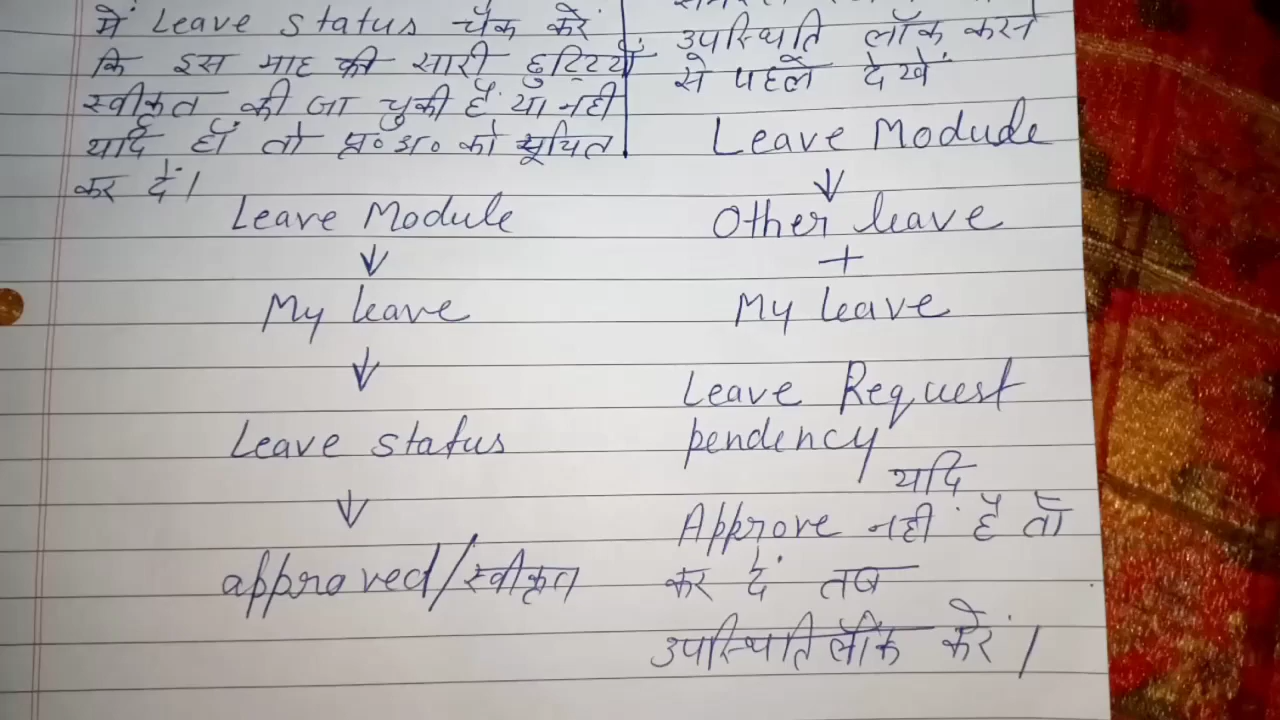 में Leave status चैक करें
कि इस माह की सारी छुट्टियाँ
स्वीकृत की जा चुकी हैं या नही
यदि हाँ तो प्र०अ० को सूचित
कर दें।
Leave Module
↓
My leave
↓
Leave status
↓
approved/स्वीकृत
उपस्थिति लॉक करने
से पहले देखें
Leave Module
↓
Other leave
+
My leave
Leave Request
pendency
यदि
Approve नही है तो
कर दें तब
उपस्थिति लॉक करें।